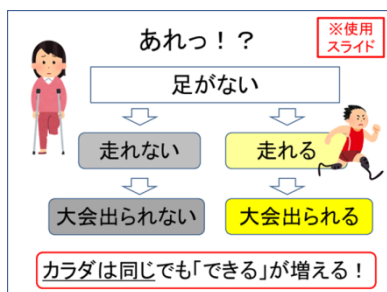 あれっ！？
※使用
スライド
足がない
走れない
走れる
大会出られない
大会出られる
カラダは同じでも「できる」が増える！